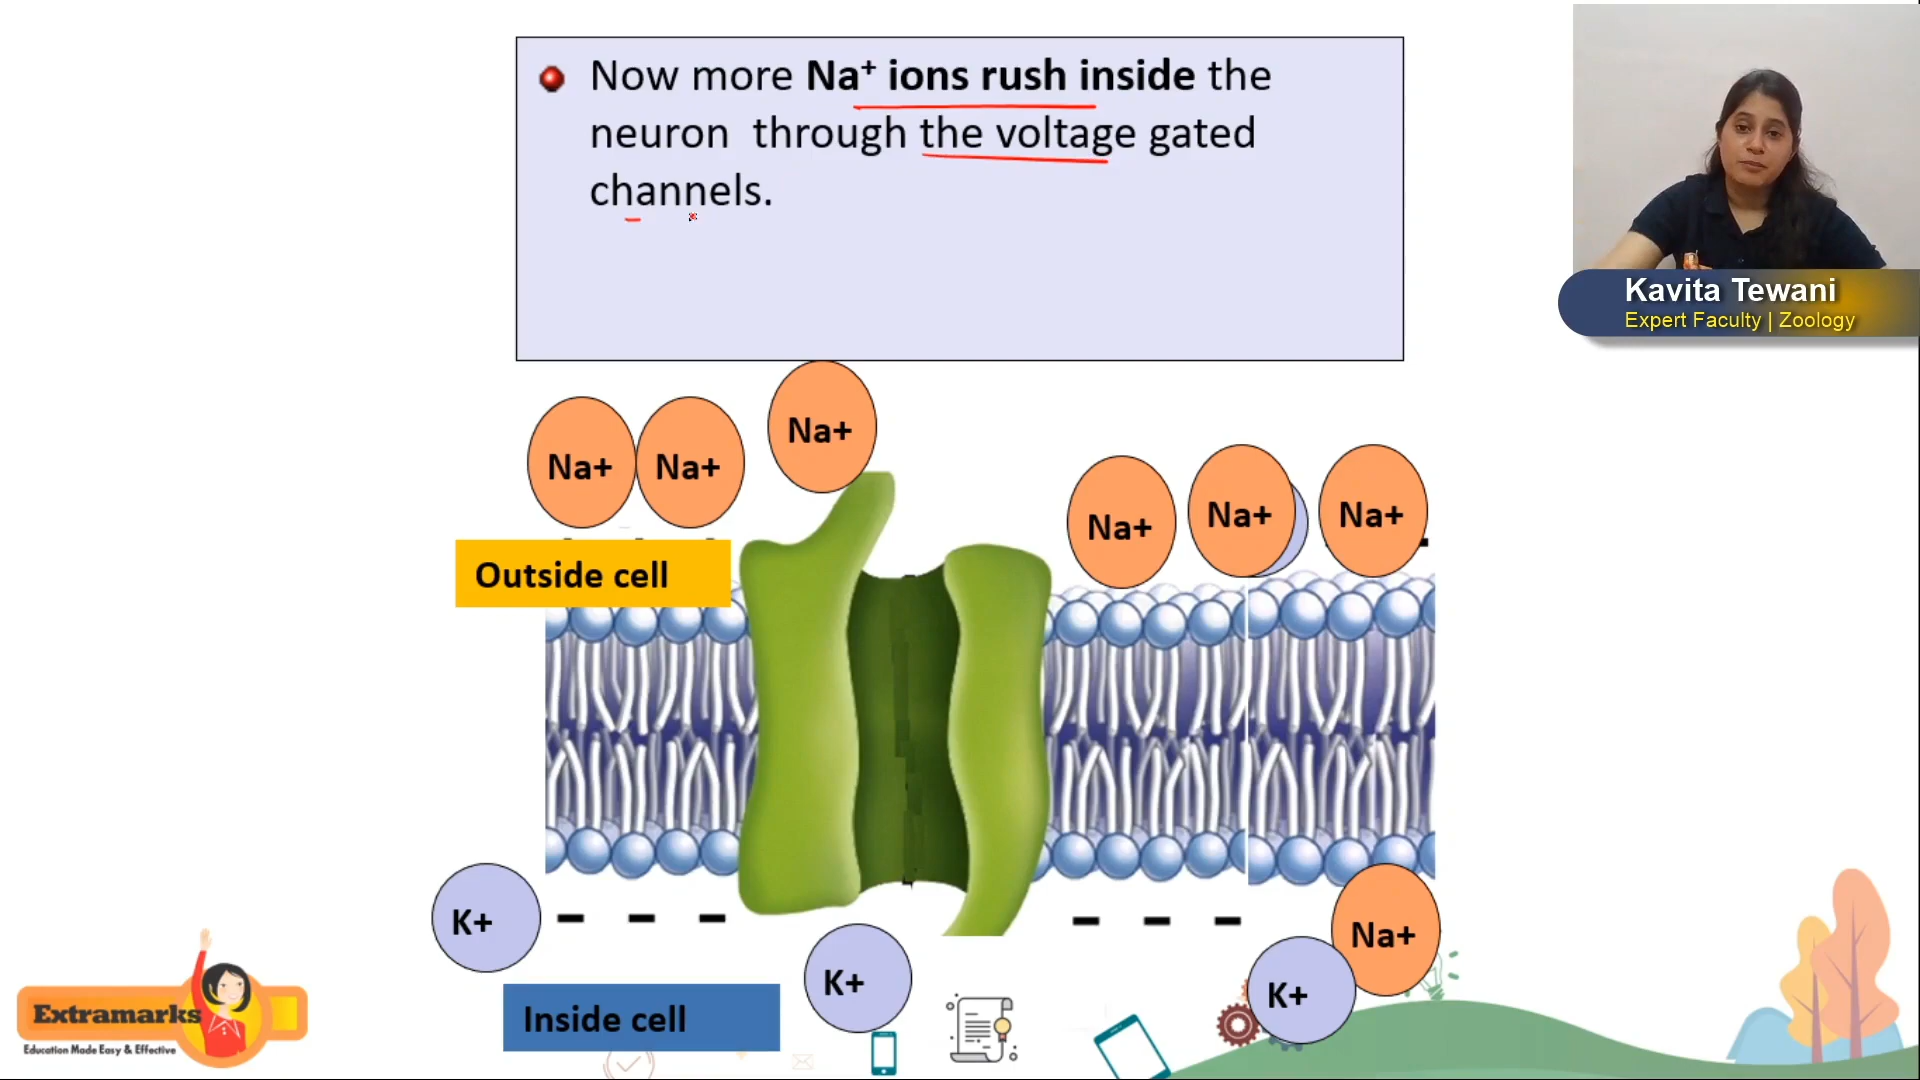 Now more Na⁺ ions rush inside the
neuron through the voltage gated
channels.
Kavita Tewani
Expert Faculty | Zoology
Na+
Na+
Na+
Na+
Na+
Na+
Outside cell
K+
K+
Na+
K+
Inside cell
Extramarks
Education Made Easy & Effective